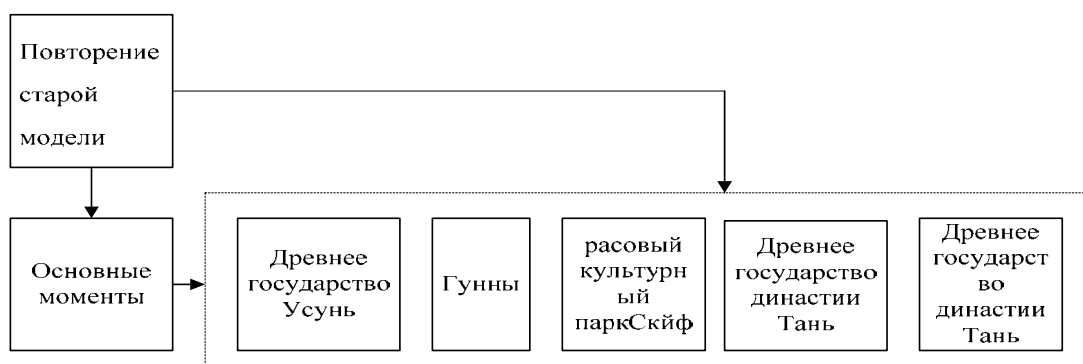 Повторение
старой
модели
Основные
моменты
Древнее
государство
Усунь
Гунны
расовый
культурн
ый
паркСкйф
Древнее
государство
династии
Тань
Древнее
государст
во
династии
Тань